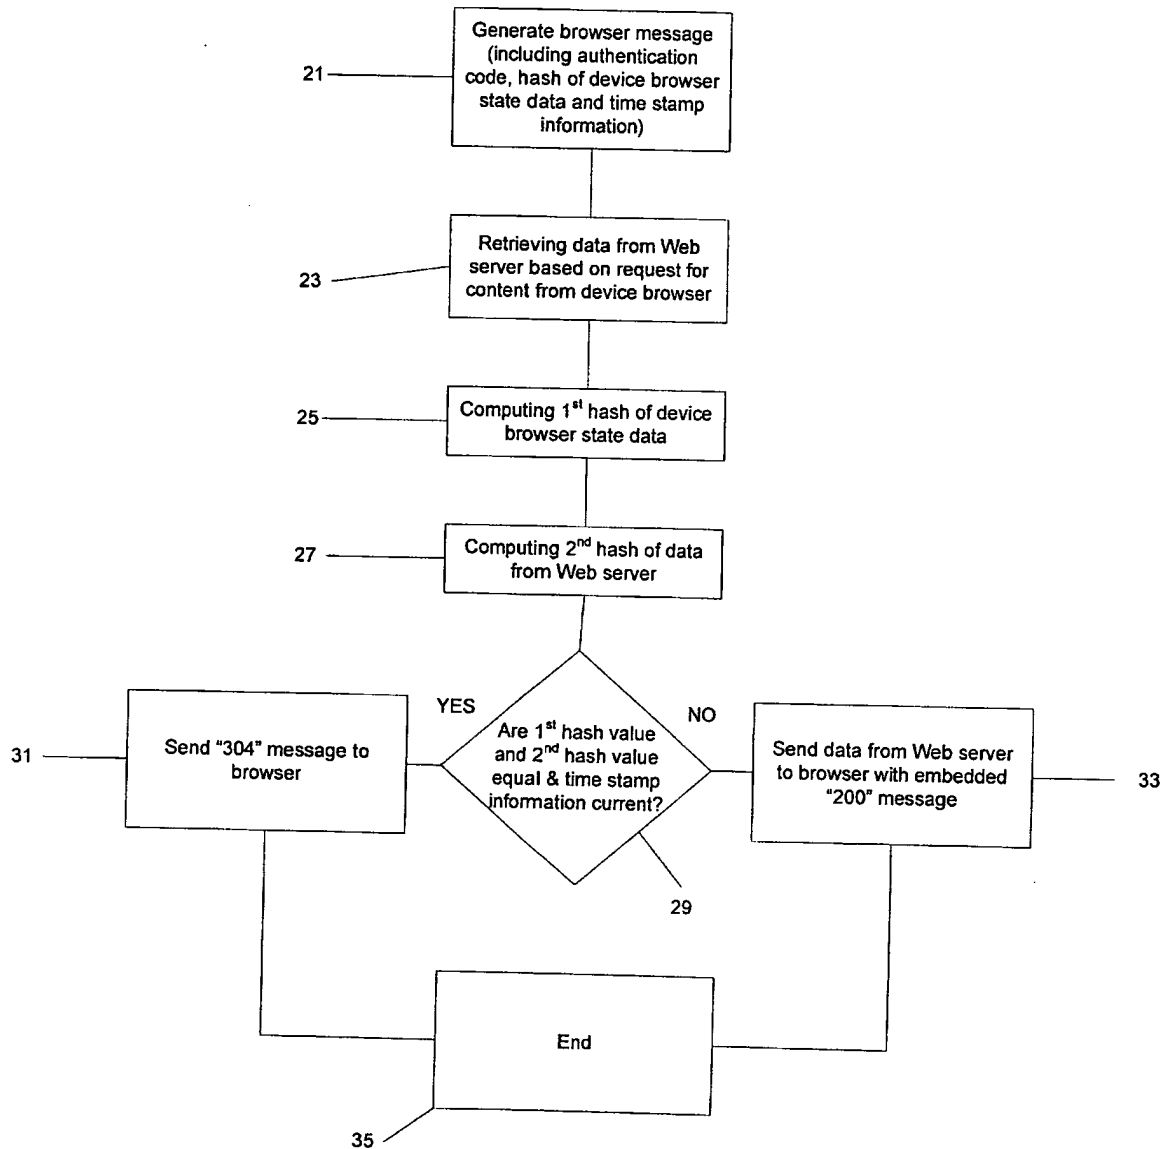 Generate browser message
(including authentication
code, hash of device browser
state data and time stamp
information)
21
Retrieving data from Web
server based on request for
content from device browser
23
Computing 1st hash of device
browser state data
25
Computing 2nd hash of data
from Web server
27
YES
NO
Are 1st hash value
and 2nd hash value
equal & time stamp
information current?
29
Send "304" message to
browser
31
Send data from Web server
to browser with embedded
"200" message
33
End
35